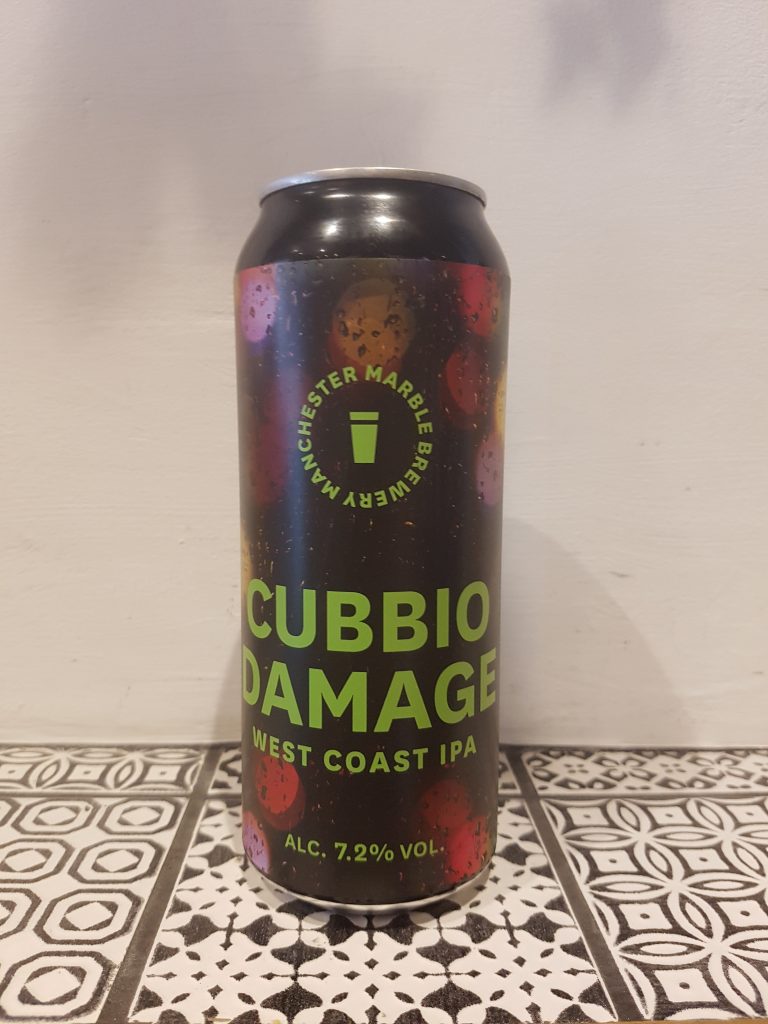 MANCHESTER MARBLE BREWERY
CUBBIO
DAMAGE
WEST COAST IPA
ALC. 7.2% VOL.